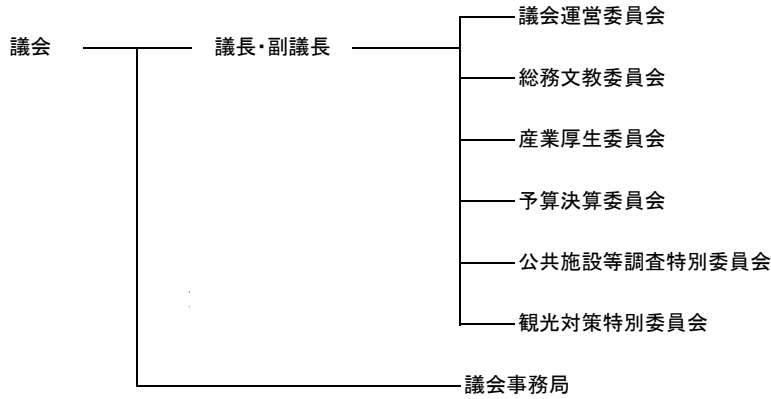 議会運営委員会
議会
議長・副議長
総務文教委員会
産業厚生委員会
予算決算委員会
公共施設等調査特別委員会
観光対策特別委員会
議会事務局